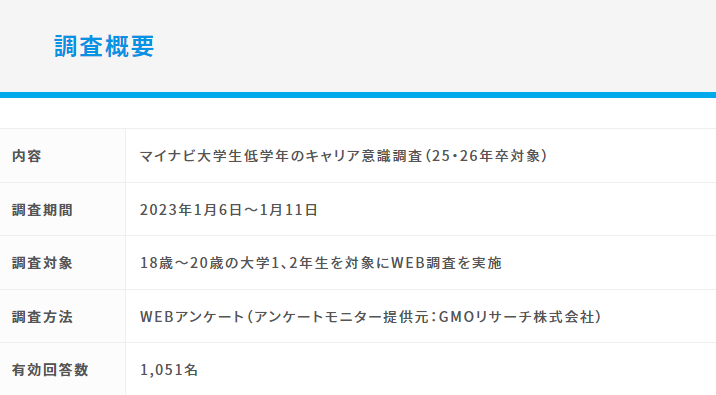 調査概要
内容 マイナビ大学生低学年のキャリア意識調査（25・26年卒対象）
調査期間 2023年1月6日～1月11日
調査対象 18歳～20歳の大学1、2年生を対象にWEB調査を実施
調査方法 WEBアンケート（アンケートモニター提供元：GMOリサーチ株式会社）
有効回答数 1,051名